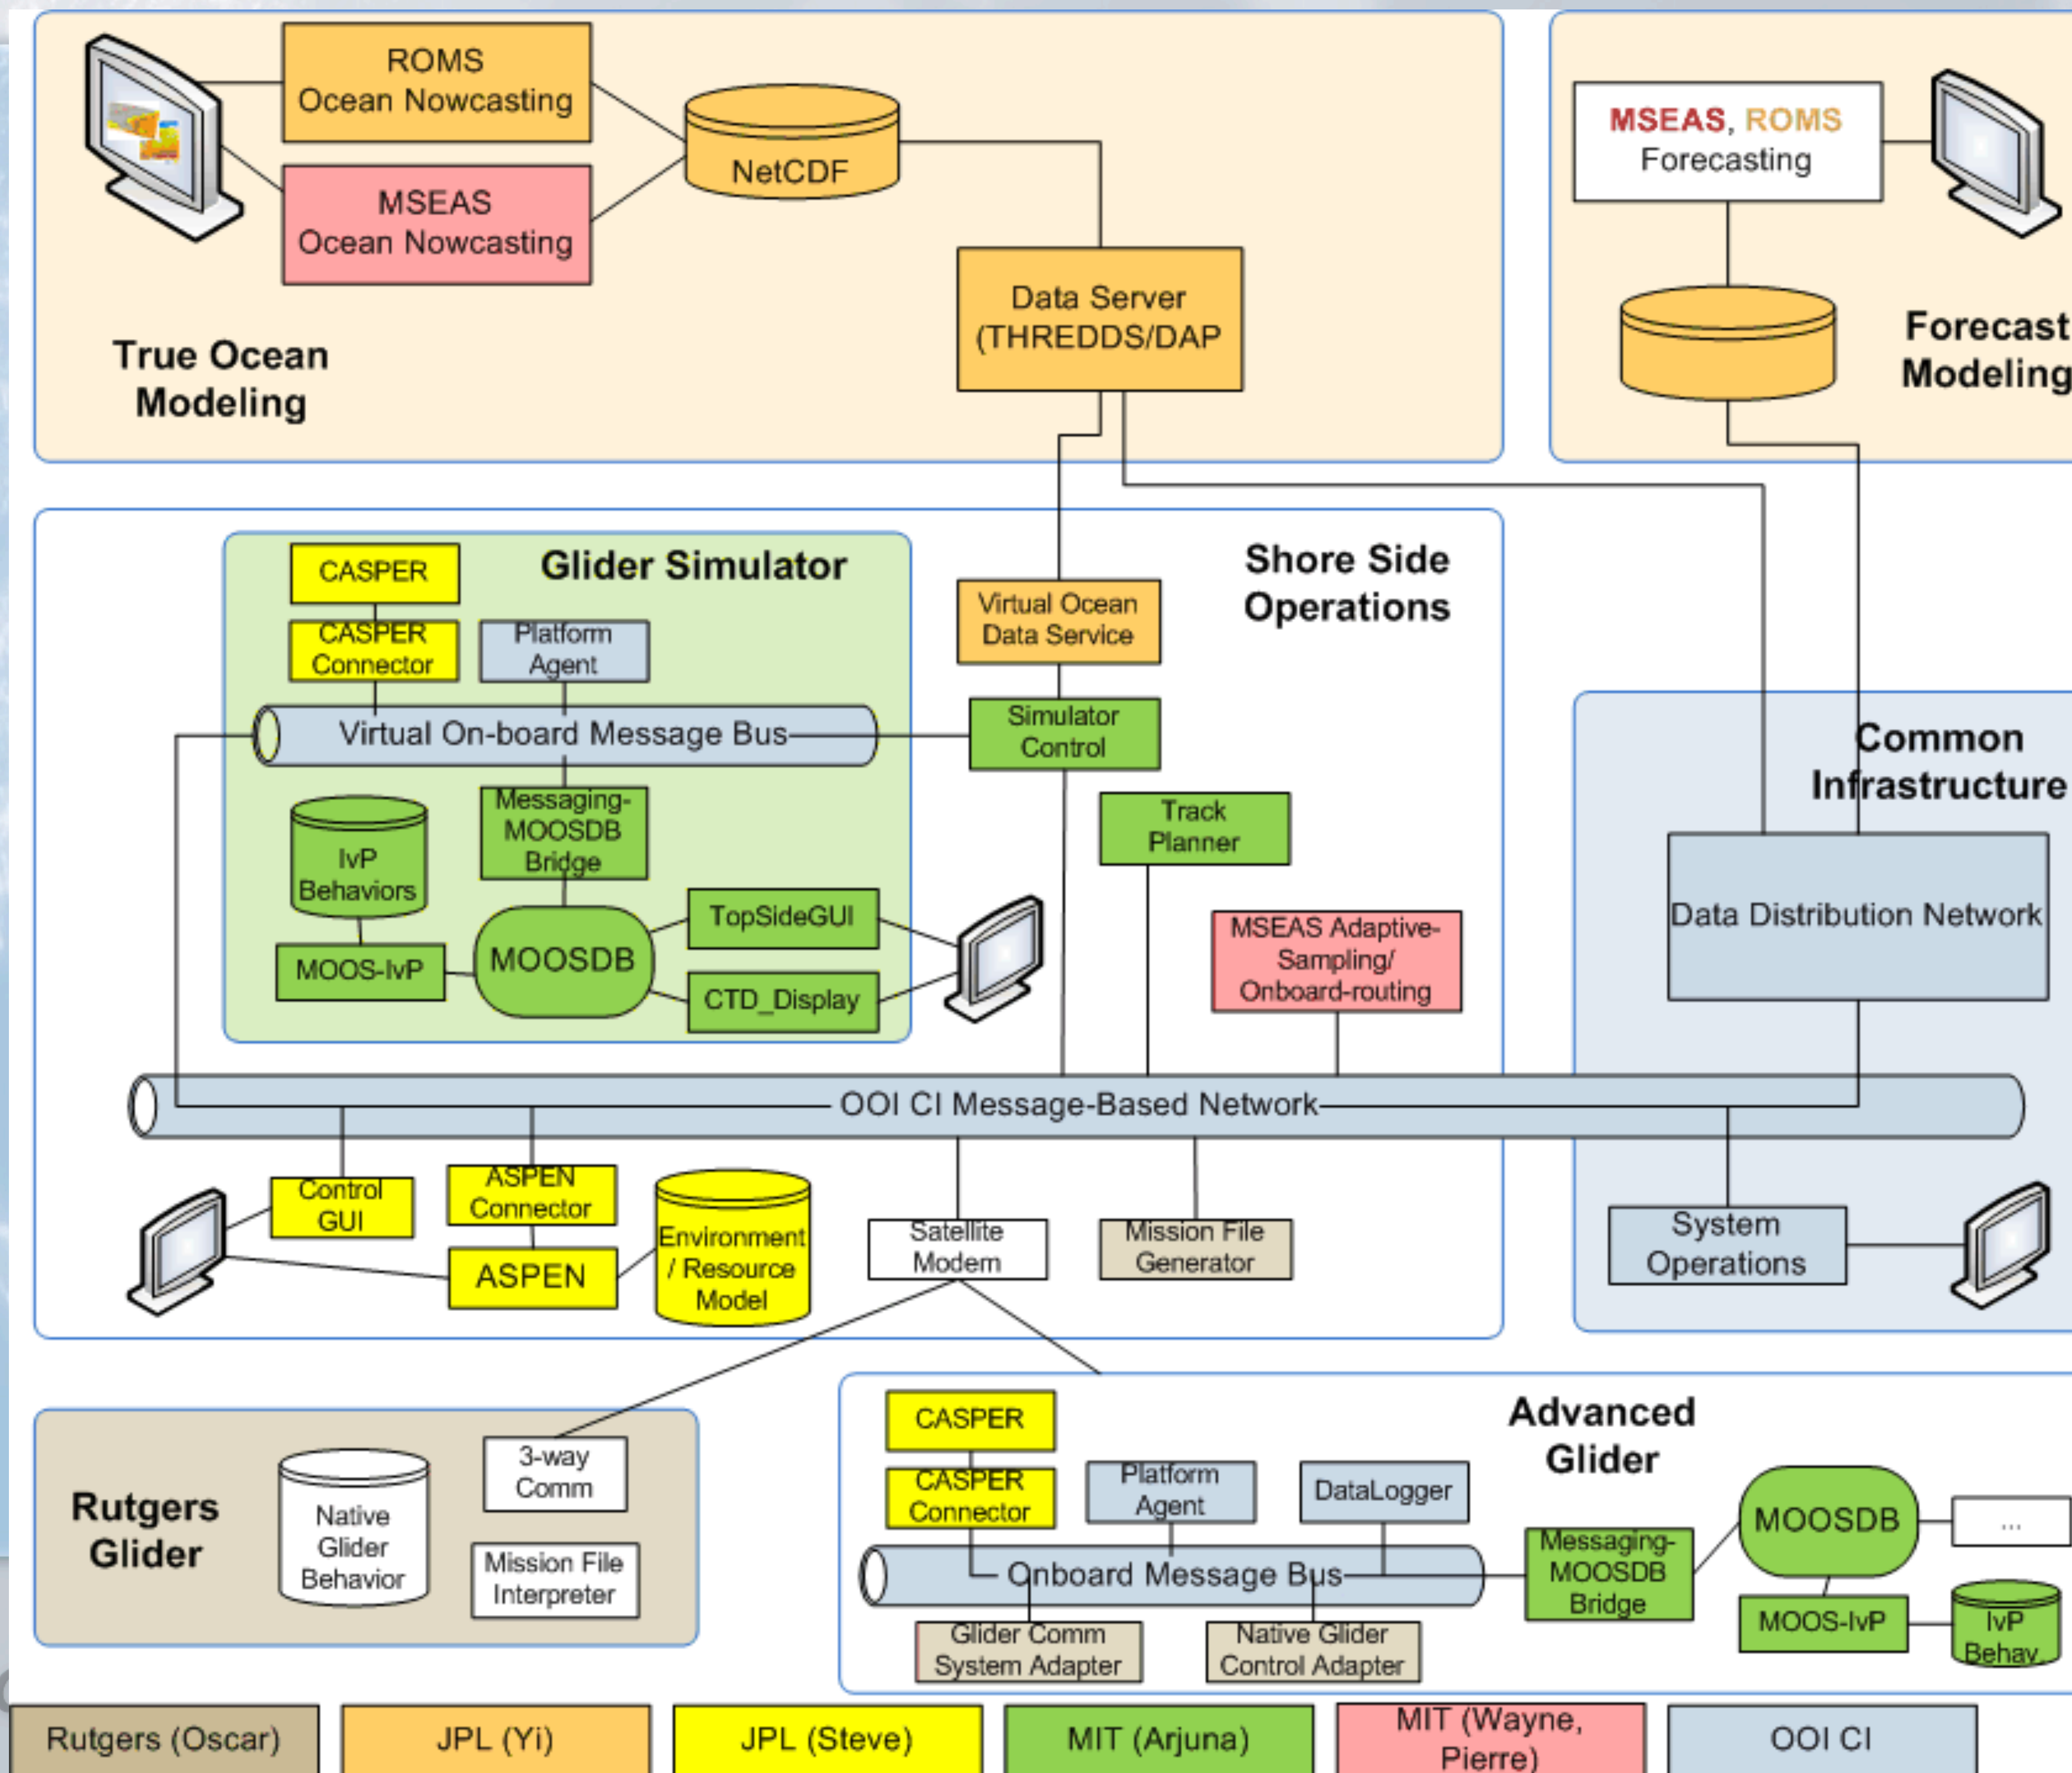 ROMS
Ocean Nowcasting
MSEAS
Ocean Nowcasting
NetCDF
Data Server
(THREDDS/DAP
True Ocean
Modeling
MSEAS, ROMS
Forecasting
Forecast
Modeling
Glider Simulator
CASPER
CASPER
Connector
Platform
Agent
Virtual On-board Message Bus
IvP
Behaviors
Messaging-
MOOSDB
Bridge
MOOS-IvP
MOOSDB
TopSideGUI
CTD_Display
Shore Side
Operations
Virtual Ocean
Data Service
Simulator
Control
Track
Planner
MSEAS Adaptive-
Sampling/
Onboard-routing
Common
Infrastructure
Data Distribution Network
OOI CI Message-Based Network
Control
GUI
ASPEN
Connector
ASPEN
Environment
/ Resource
Model
Satellite
Modem
Mission File
Generator
System
Operations
Rutgers
Glider
Native
Glider
Behavior
3-way
Comm
Mission File
Interpreter
Advanced
Glider
CASPER
CASPER
Connector
Platform
Agent
DataLogger
Onboard Message Bus
Glider Comm
System Adapter
Native Glider
Control Adapter
Messaging-
MOOSDB
Bridge
MOOSDB
...
MOOS-IvP
IvP
Behav
Rutgers (Oscar)
JPL (Yi)
JPL (Steve)
MIT (Arjuna)
MIT (Wayne,
Pierre)
OOI CI